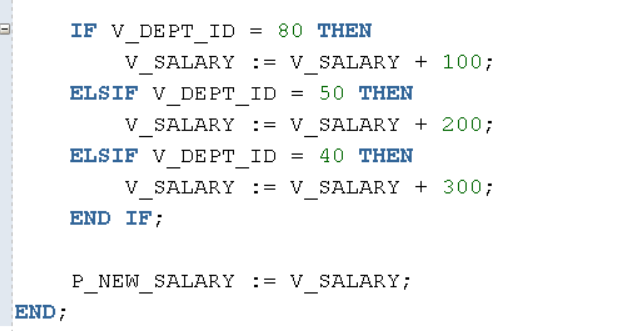 IF V_DEPT_ID = 80 THEN
V_SALARY := V_SALARY + 100;
ELSIF V_DEPT_ID = 50 THEN
V_SALARY := V_SALARY + 200;
ELSIF V_DEPT_ID = 40 THEN
V_SALARY := V_SALARY + 300;
END IF;
P_NEW_SALARY := V_SALARY;
END;